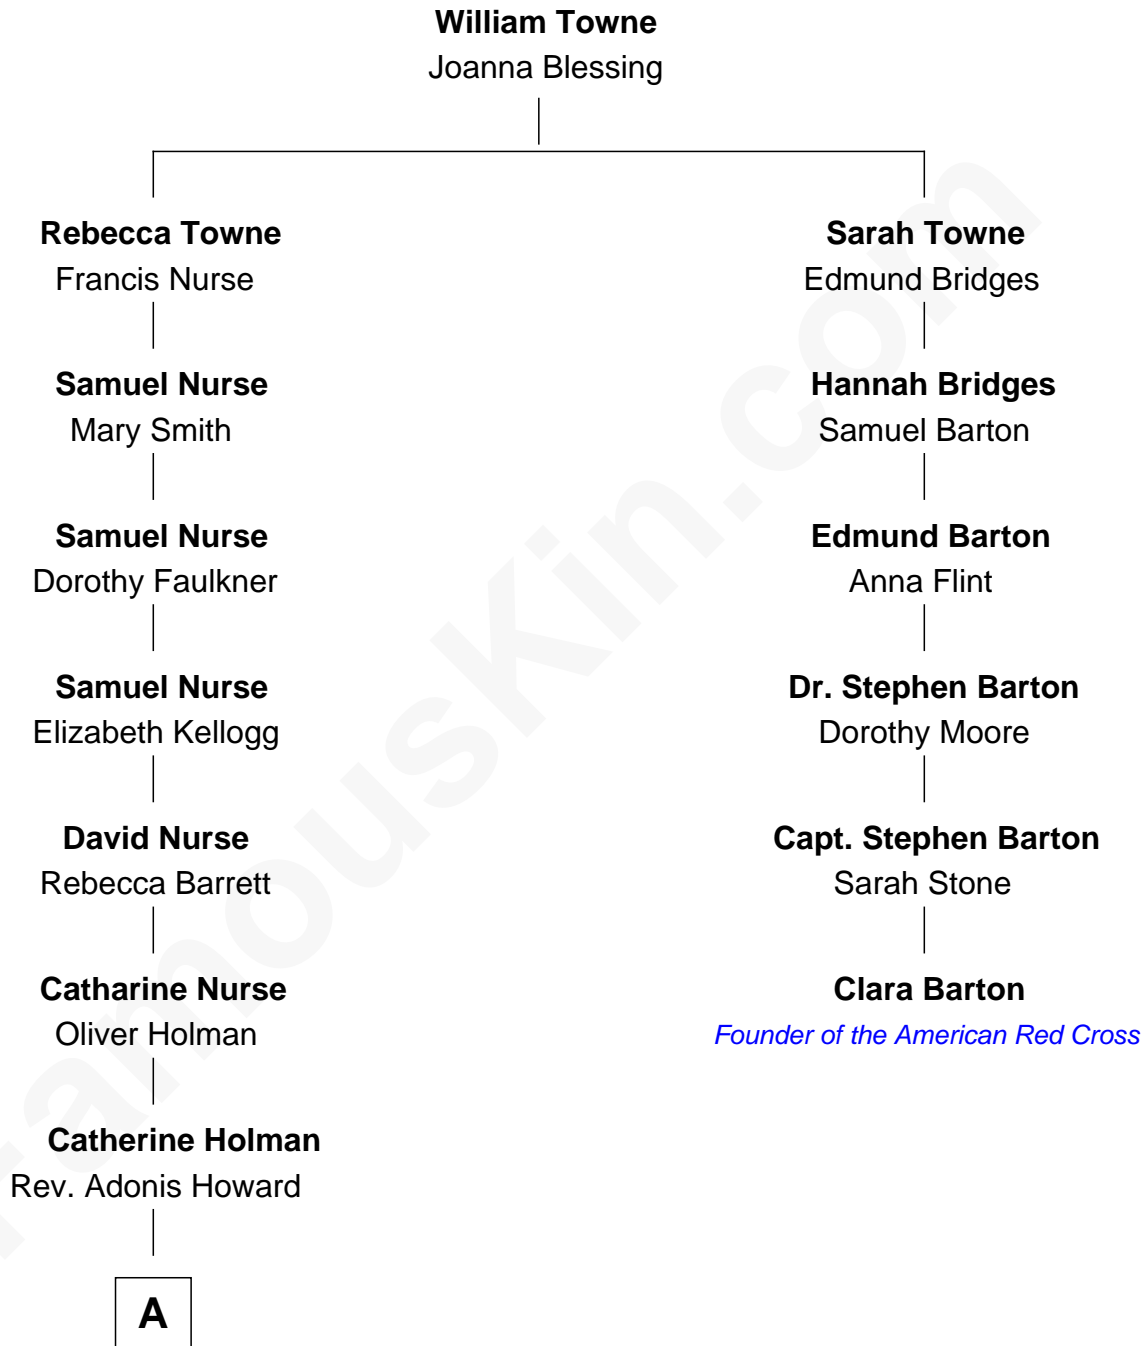 William Towne
Joanna Blessing
Rebecca Towne
Francis Nurse
Sarah Towne
Edmund Bridges
Samuel Nurse
Mary Smith
Hannah Bridges
Samuel Barton
Samuel Nurse
Dorothy Faulkner
Edmund Barton
Anna Flint
Samuel Nurse
Elizabeth Kellogg
Dr. Stephen Barton
Dorothy Moore
David Nurse
Rebecca Barrett
Capt. Stephen Barton
Sarah Stone
Catharine Nurse
Oliver Holman
Clara Barton
Founder of the American Red Cross
Catherine Holman
Rev. Adonis Howard
A
FamousKin.com